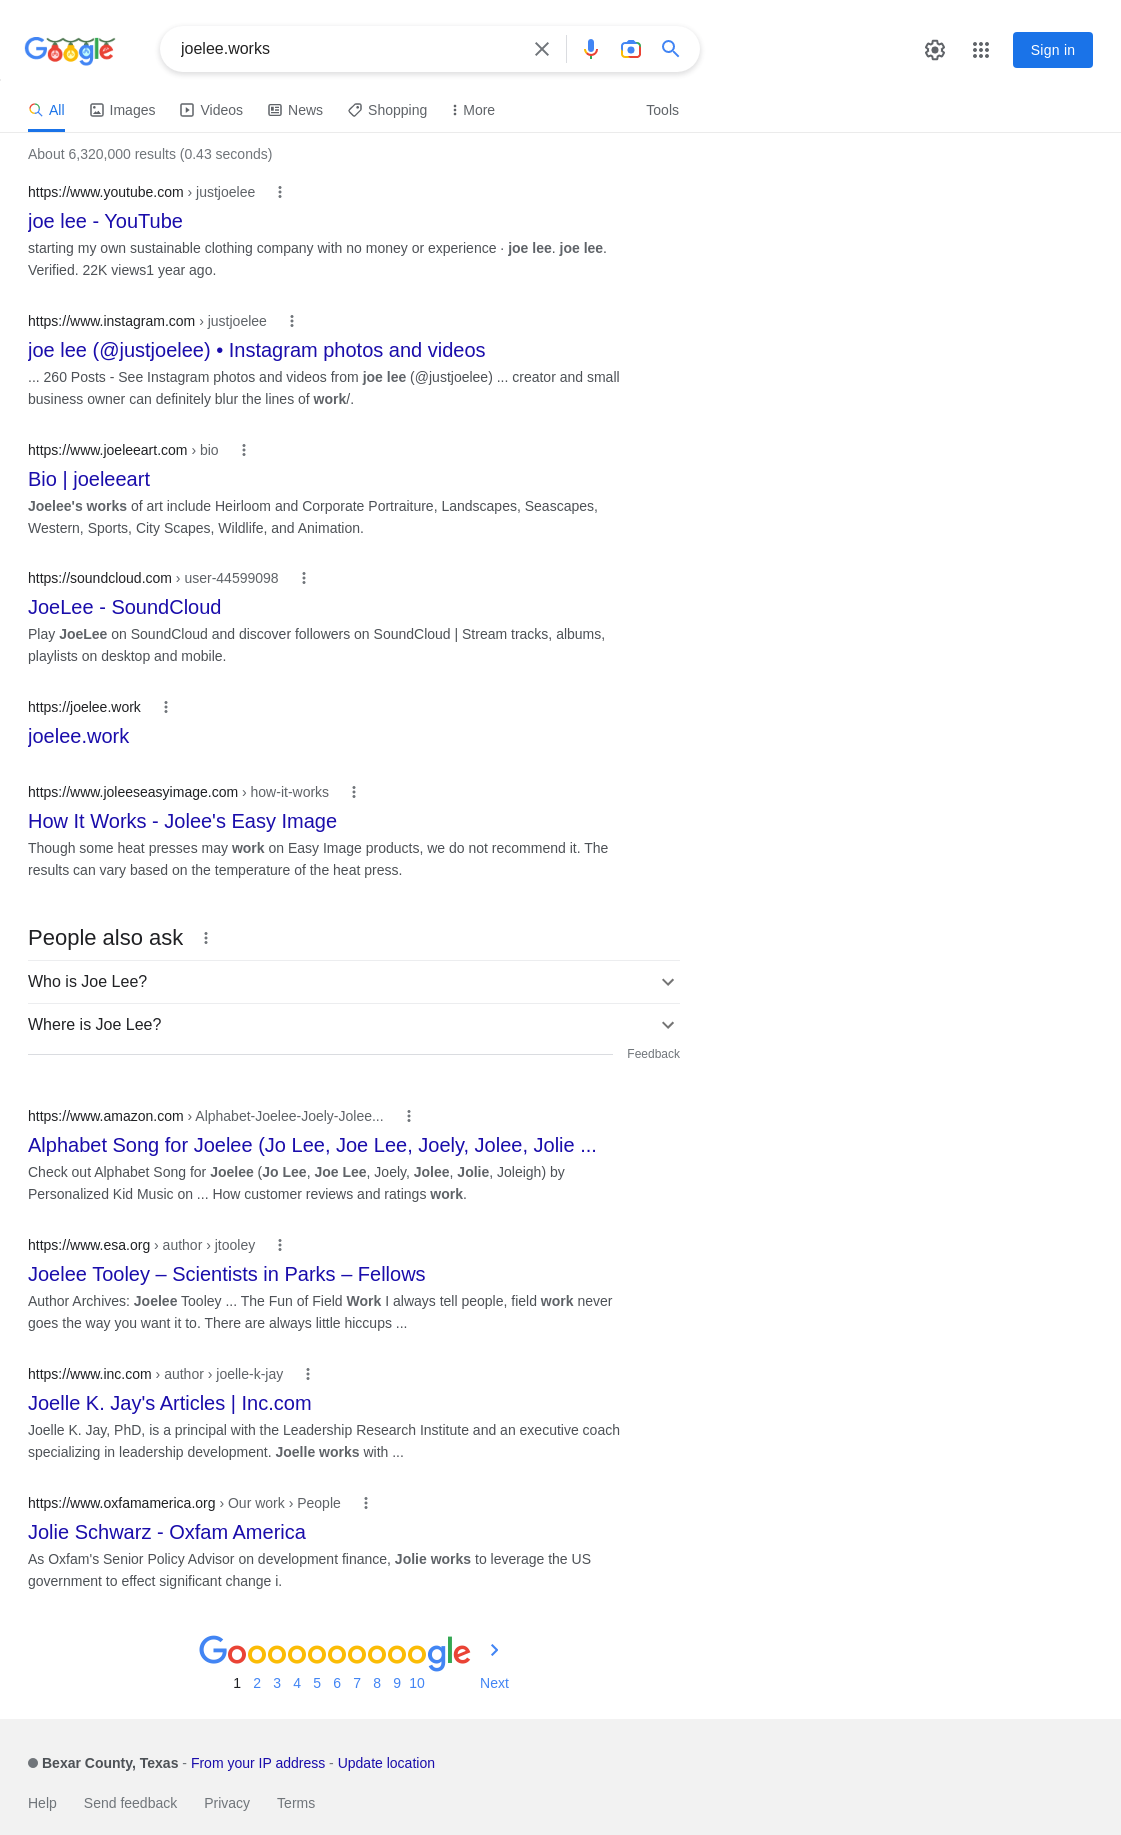 Google
joelee.works
Sign in
All
Images
Videos
News
Shopping
More
Tools
About 6,320,000 results (0.43 seconds)
https://www.youtube.com › justjoelee
joe lee - YouTube
starting my own sustainable clothing company with no money or experience · joe lee. joe lee.
Verified. 22K views1 year ago.
https://www.instagram.com › justjoelee
joe lee (@justjoelee) • Instagram photos and videos
... 260 Posts - See Instagram photos and videos from joe lee (@justjoelee) ... creator and small
business owner can definitely blur the lines of work/.
https://www.joeleeart.com › bio
Bio | joeleeart
Joelee's works of art include Heirloom and Corporate Portraiture, Landscapes, Seascapes,
Western, Sports, City Scapes, Wildlife, and Animation.
https://soundcloud.com › user-44599098
JoeLee - SoundCloud
Play JoeLee on SoundCloud and discover followers on SoundCloud | Stream tracks, albums,
playlists on desktop and mobile.
https://joelee.work
joelee.work
https://www.joleeseasyimage.com › how-it-works
How It Works - Jolee's Easy Image
Though some heat presses may work on Easy Image products, we do not recommend it. The
results can vary based on the temperature of the heat press.
People also ask
Who is Joe Lee?
Where is Joe Lee?
Feedback
https://www.amazon.com › Alphabet-Joelee-Joely-Jolee...
Alphabet Song for Joelee (Jo Lee, Joe Lee, Joely, Jolee, Jolie ...
Check out Alphabet Song for Joelee (Jo Lee, Joe Lee, Joely, Jolee, Jolie, Joleigh) by
Personalized Kid Music on ... How customer reviews and ratings work.
https://www.esa.org › author › jtooley
Joelee Tooley – Scientists in Parks – Fellows
Author Archives: Joelee Tooley ... The Fun of Field Work I always tell people, field work never
goes the way you want it to. There are always little hiccups ...
https://www.inc.com › author › joelle-k-jay
Joelle K. Jay's Articles | Inc.com
Joelle K. Jay, PhD, is a principal with the Leadership Research Institute and an executive coach
specializing in leadership development. Joelle works with ...
https://www.oxfamamerica.org › Our work › People
Jolie Schwarz - Oxfam America
As Oxfam's Senior Policy Advisor on development finance, Jolie works to leverage the US
government to effect significant change i.
Goooooooooogle
1 2 3 4 5 6 7 8 9 10 Next
Bexar County, Texas - From your IP address - Update location
Help Send feedback Privacy Terms